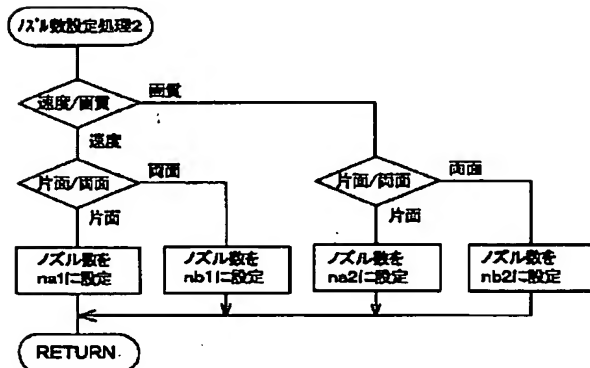 ノズル数設定処理2
速度/画質
画質
速度
片面/両面
両面
片面/両面
両面
片面
片面
ノズル数を
na1に設定
ノズル数を
nb1に設定
ノズル数を
na2に設定
ノズル数を
nb2に設定
RETURN